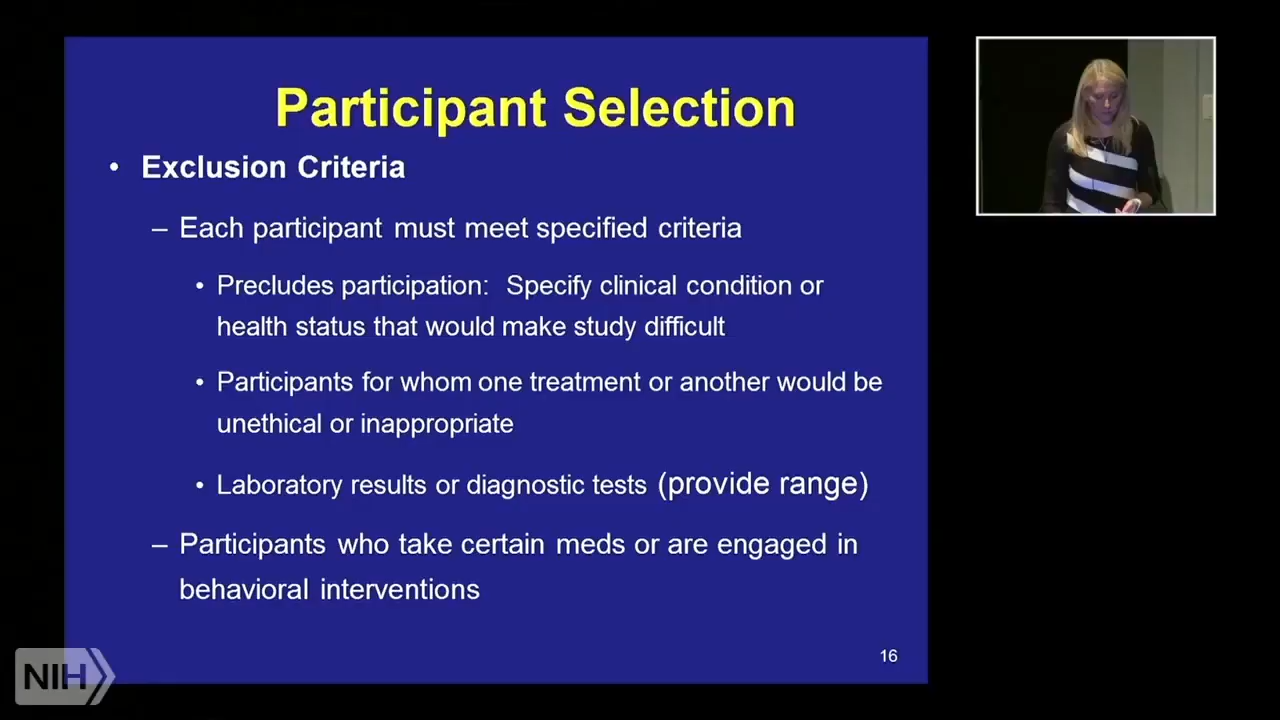 Participant Selection
• Exclusion Criteria
– Each participant must meet specified criteria
• Precludes participation: Specify clinical condition or
health status that would make study difficult
• Participants for whom one treatment or another would be
unethical or inappropriate
• Laboratory results or diagnostic tests (provide range)
– Participants who take certain meds or are engaged in
behavioral interventions
16
NIH